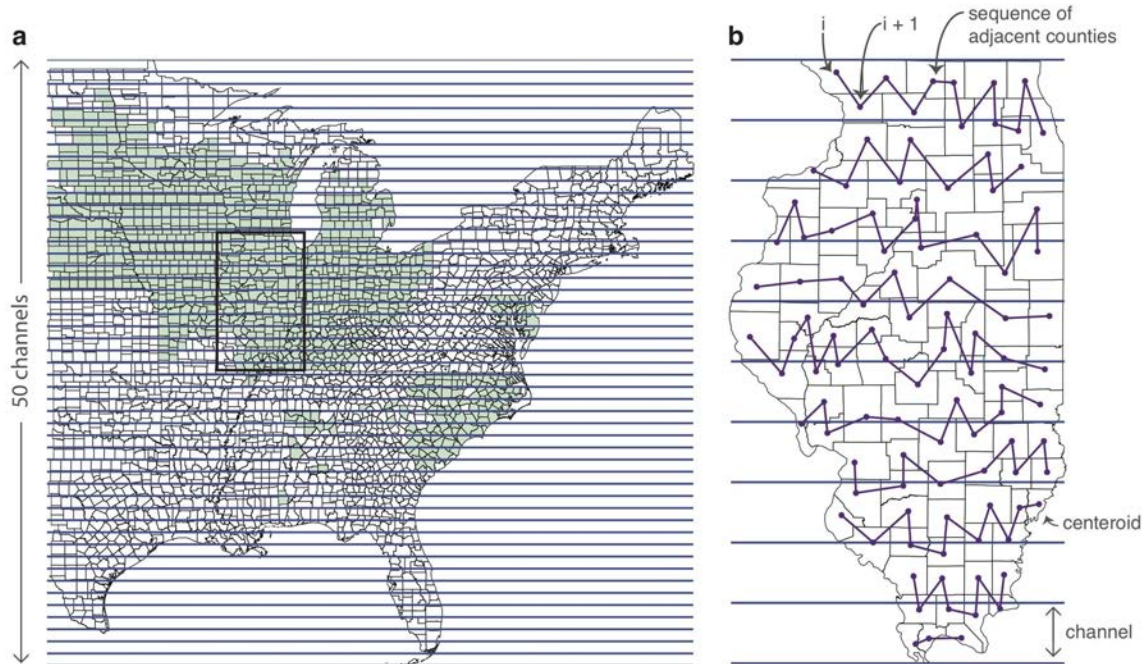 a
50 channels
b
i
i + 1
sequence of
adjacent counties
centeroid
channel